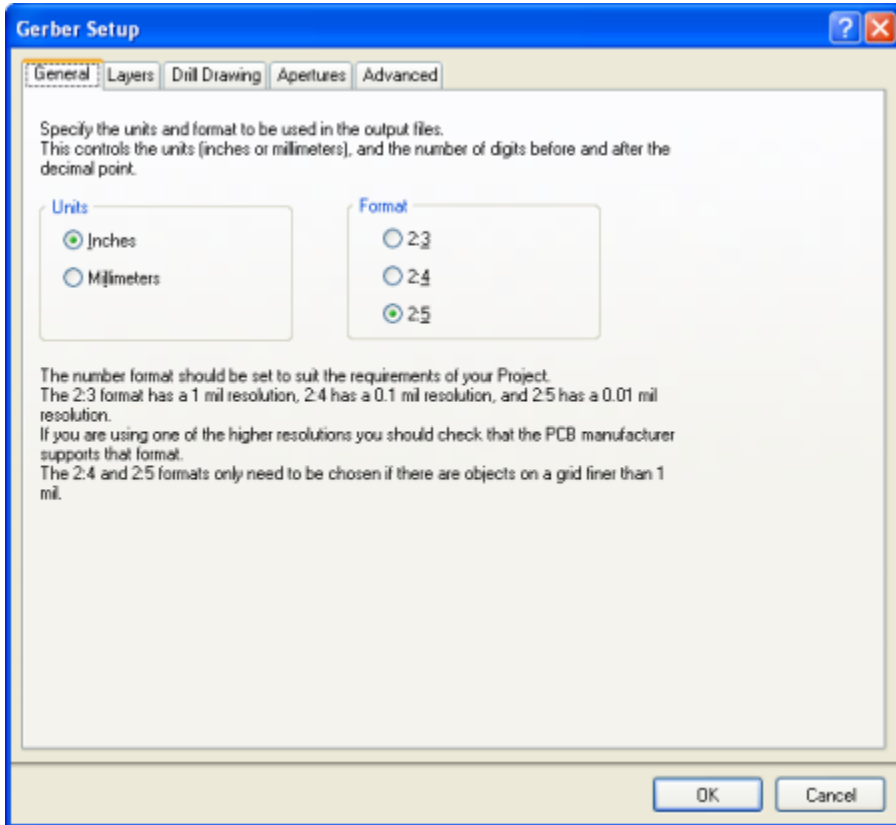 Gerber Setup
General Layers Drill Drawing Apertures Advanced
Specify the units and format to be used in the output files.
This controls the units (inches or millimeters), and the number of digits before and after the
decimal point.
Units
Inches
Millimeters
Format
2:3
2:4
2:5
The number format should be set to suit the requirements of your Project.
The 2:3 format has a 1 mil resolution, 2:4 has a 0.1 mil resolution, and 2:5 has a 0.01 mil
resolution.
If you are using one of the higher resolutions you should check that the PCB manufacturer
supports that format.
The 2:4 and 2:5 formats only need to be chosen if there are objects on a grid finer than 1
mil.
OK Cancel